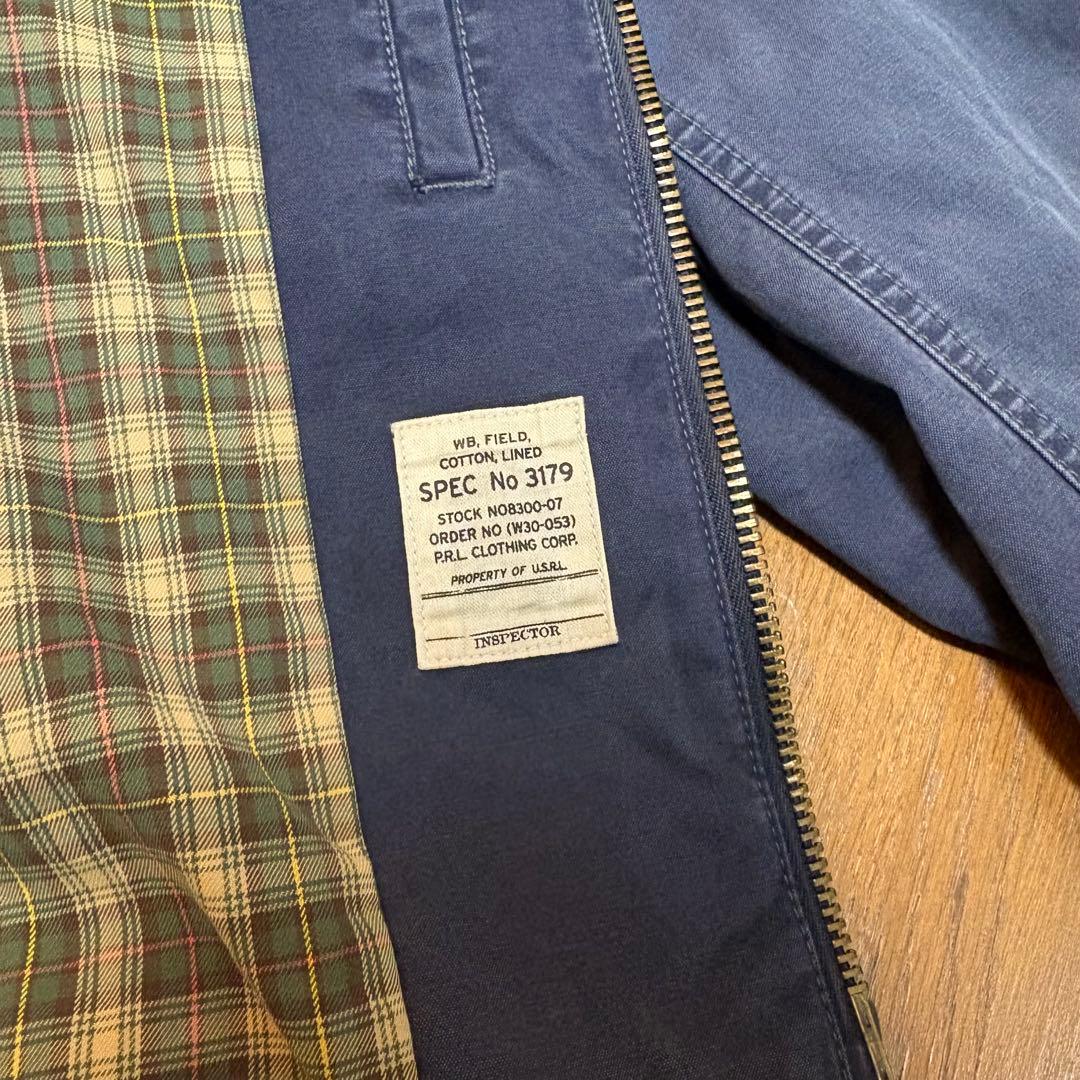 WB, FIELD,
COTTON, LINED
SPEC No 3179
STOCK NO8300-07
ORDER NO (W30-053)
P.R.L. CLOTHING CORP.
PROPERTY OF U.S.R.L.
INSPECTOR